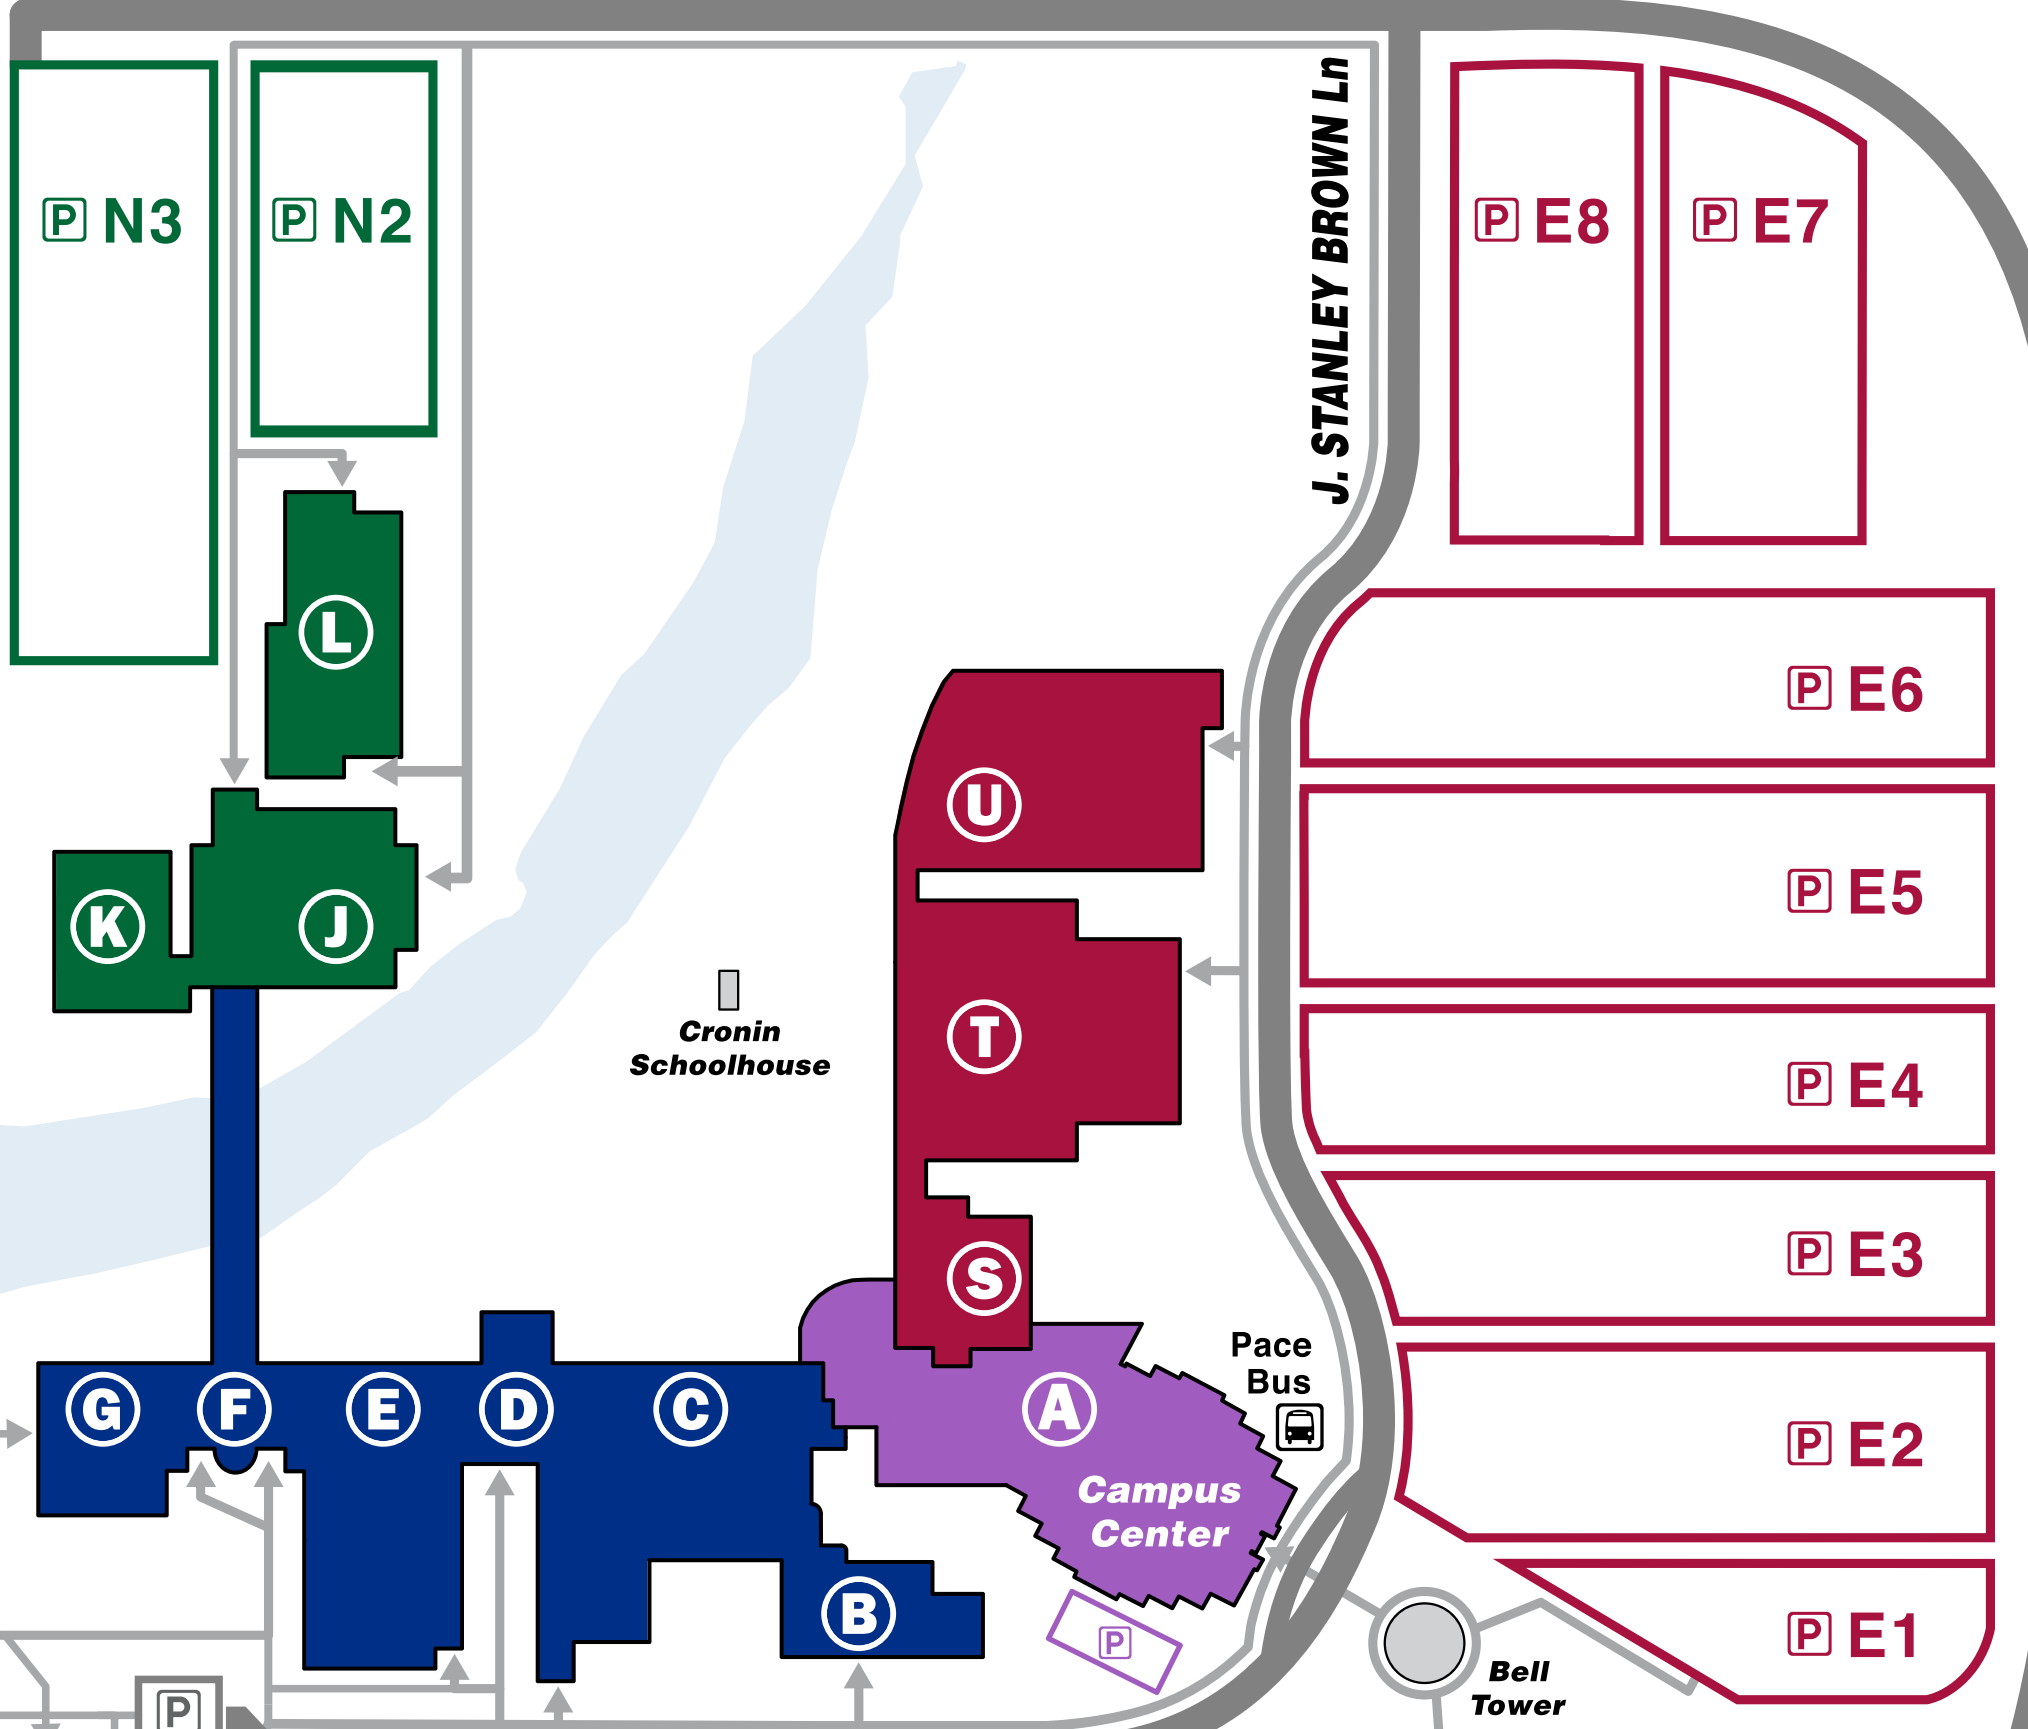 J. STANLEY BROWN Ln
P N3
P N2
P E8
P E7
L
P E6
U
P E5
K
J
Cronin
Schoolhouse
T
P E4
S
P E3
Pace
Bus
G
F
E
D
C
A
P E2
Campus
Center
B
P
P E1
Bell
Tower
P